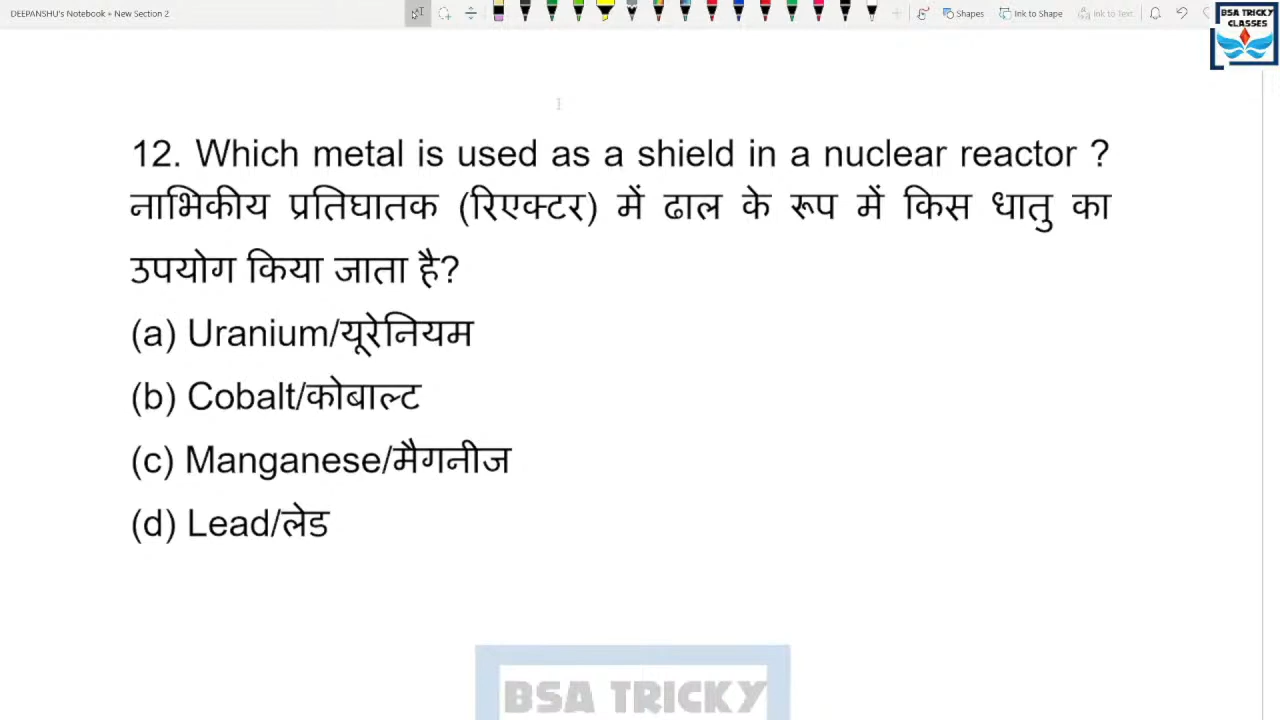 DEEPANSHU's Notebook • New Section 2
Shapes
Ink to Shape
Ink to Text
BSA TRICKY
CLASSES
12. Which metal is used as a shield in a nuclear reactor ?
नाभिकीय प्रतिघातक (रिएक्टर) में ढाल के रूप में किस धातु का
उपयोग किया जाता है?
(a) Uranium/यूरेनियम
(b) Cobalt/कोबाल्ट
(c) Manganese/मैगनीज
(d) Lead/लेड
BSA TRICKY